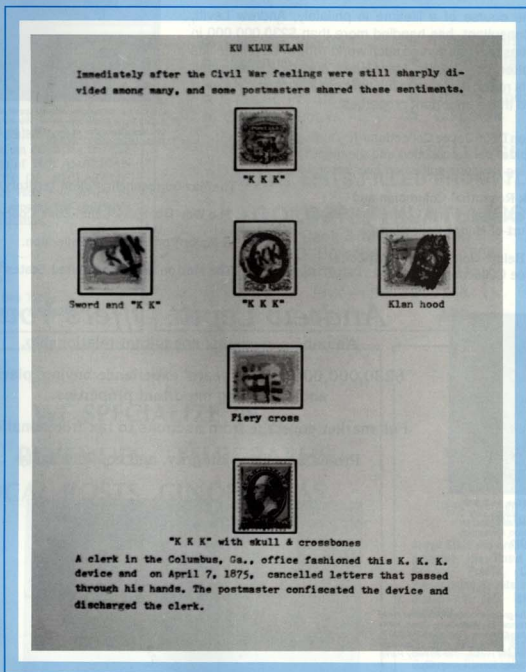 KU KLUX KLAN
Immediately after the Civil War feelings were still sharply di-
vided among many, and some postmasters shared these sentiments.
"K K K"
Sword and "K K" "K K K" Klan hood
Fiery cross
"K K K" with skull & crossbones
A clerk in the Columbus, Ga., office fashioned this K. K. K.
device and on April 7, 1875, cancelled letters that passed
through his hands. The postmaster confiscated the device and
discharged the clerk.